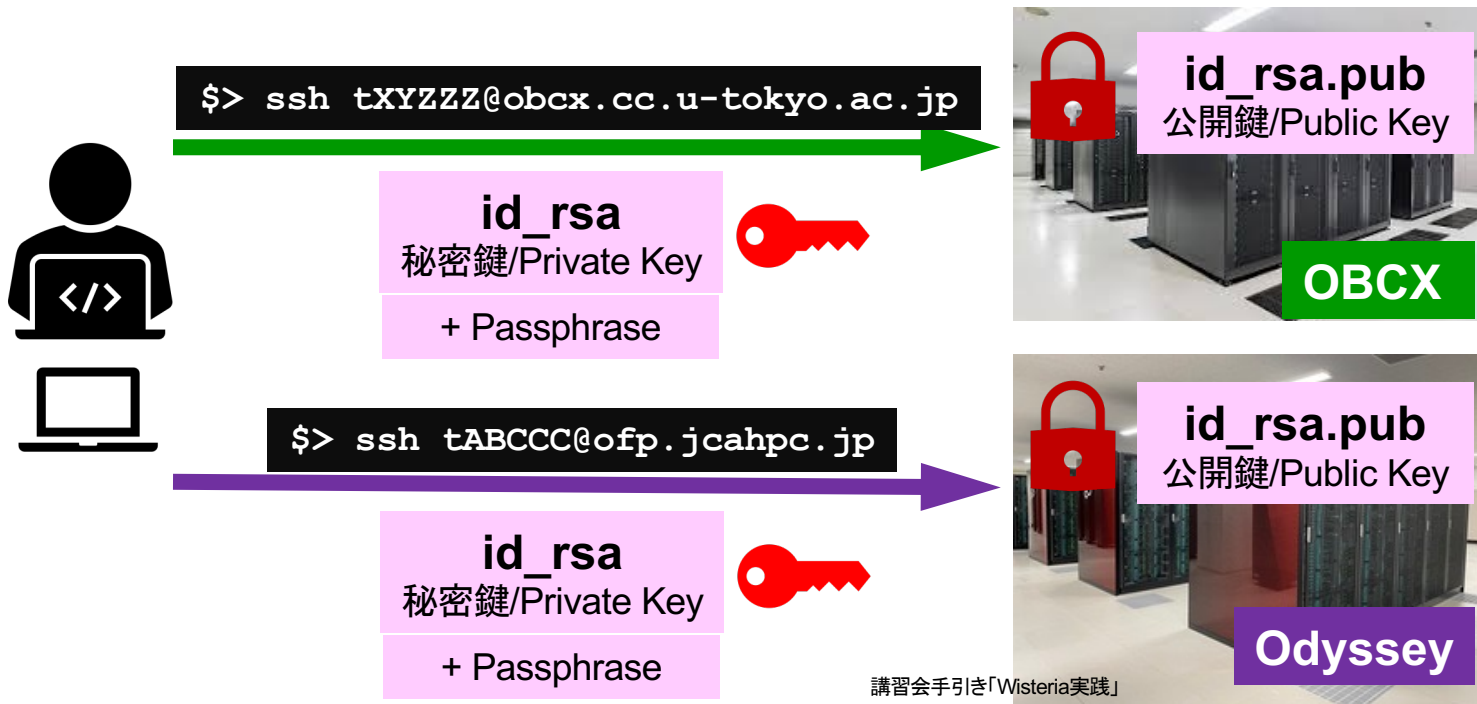 $> ssh tXYZZZ@obcx.cc.u-tokyo.ac.jp
id_rsa.pub
公開鍵/Public Key
id_rsa
秘密鍵/Private Key
+ Passphrase
</>
OBCX
$> ssh tABCCC@ofp.jcahpc.jp
id_rsa.pub
公開鍵/Public Key
id_rsa
秘密鍵/Private Key
+ Passphrase
Odyssey
講習会手引き「Wisteria実践」